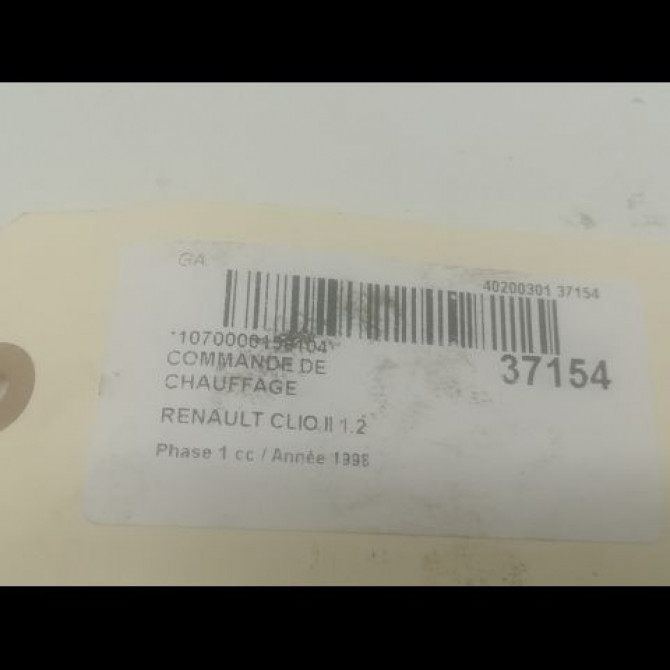 40200301 37154
COMMANDE DE
37154
CHAUFFAGE
RENAULT CLIO II 1.2
Phase 1 cc / Année 1998